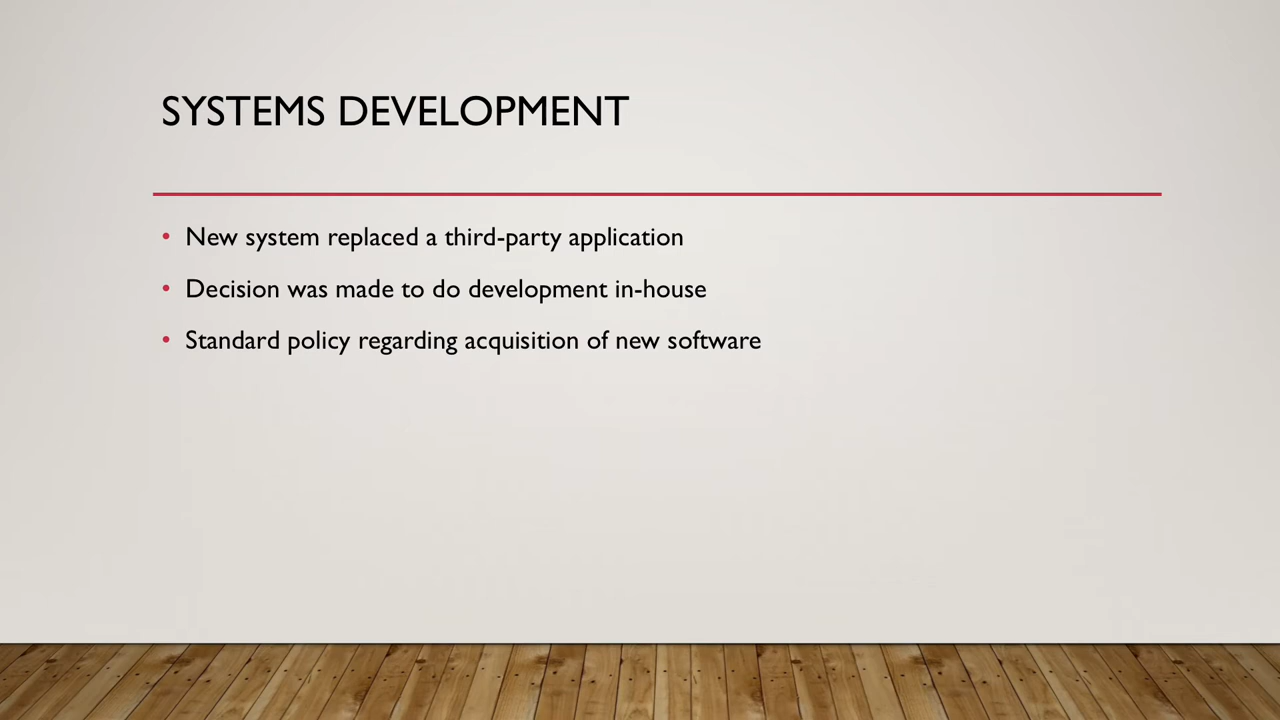 SYSTEMS DEVELOPMENT
• New system replaced a third-party application
• Decision was made to do development in-house
• Standard policy regarding acquisition of new software